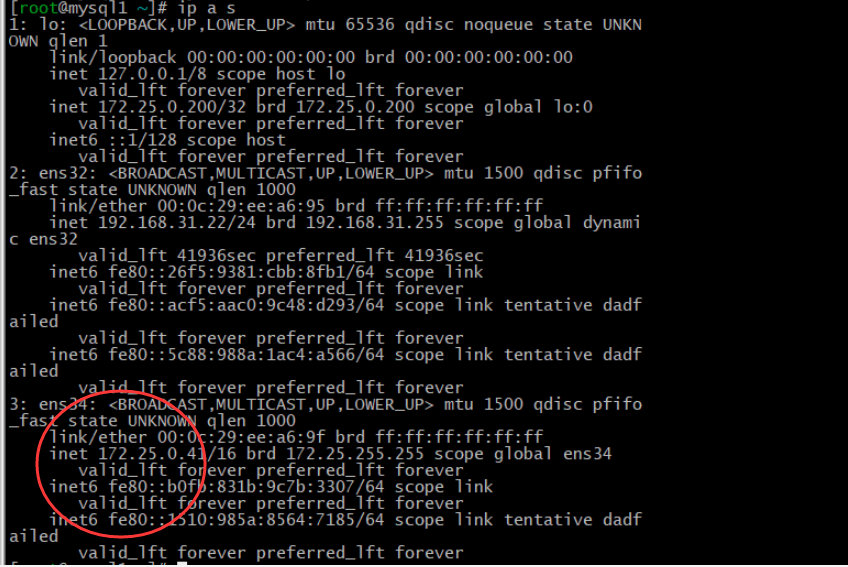 [root@mysql1 ~]# ip a s
1: lo: <LOOPBACK,UP,LOWER_UP> mtu 65536 qdisc noqueue state UNKN
OWN qlen 1
    link/loopback 00:00:00:00:00:00 brd 00:00:00:00:00:00
    inet 127.0.0.1/8 scope host lo
       valid_lft forever preferred_lft forever
    inet 172.25.0.200/32 brd 172.25.0.200 scope global lo:0
       valid_lft forever preferred_lft forever
    inet6 ::1/128 scope host
       valid_lft forever preferred_lft forever
2: ens32: <BROADCAST,MULTICAST,UP,LOWER_UP> mtu 1500 qdisc pfifo
_fast state UNKNOWN qlen 1000
    link/ether 00:0c:29:ee:a6:95 brd ff:ff:ff:ff:ff:ff
    inet 192.168.31.22/24 brd 192.168.31.255 scope global dynami
c ens32
       valid_lft 41936sec preferred_lft 41936sec
    inet6 fe80::26f5:9381:cbb:8fb1/64 scope link
       valid_lft forever preferred_lft forever
    inet6 fe80::acf5:aac0:9c48:d293/64 scope link tentative dadf
ailed
       valid_lft forever preferred_lft forever
    inet6 fe80::5c88:988a:1ac4:a566/64 scope link tentative dadf
ailed
       valid_lft forever preferred_lft forever
3: ens34: <BROADCAST,MULTICAST,UP,LOWER_UP> mtu 1500 qdisc pfifo
_fast state UNKNOWN qlen 1000
    link/ether 00:0c:29:ee:a6:9f brd ff:ff:ff:ff:ff:ff
    inet 172.25.0.41/16 brd 172.25.255.255 scope global ens34
       valid_lft forever preferred_lft forever
    inet6 fe80::b0fb:831b:9c7b:3307/64 scope link
       valid_lft forever preferred_lft forever
    inet6 fe80::1510:985a:8564:7185/64 scope link tentative dadf
ailed
       valid_lft forever preferred_lft forever
[root@mysql1 ~]#